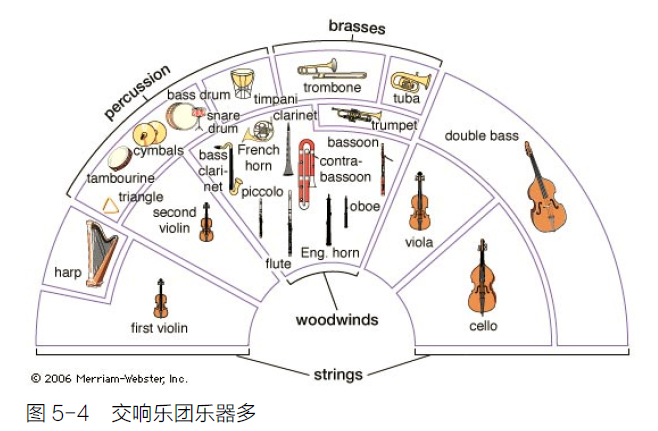 brasses
percussion
trombone
tuba
bass drum
timpani
snare
drum
clarinet
trumpet
cymbals
French
horn
bassoon
contra-
bassoon
double bass
bass
clari-
net
tambourine
triangle
piccolo
oboe
second
violin
viola
harp
flute
Eng. horn
first violin
woodwinds
cello
strings
© 2006 Merriam-Webster, Inc.
图 5-4 交响乐团乐器多